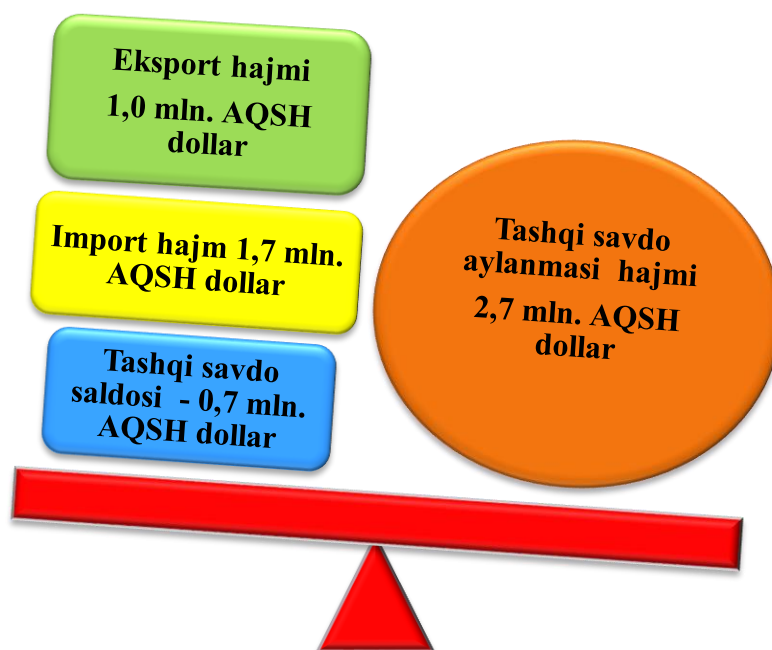 Eksport hajmi
1,0 mln. AQSH
dollar
Import hajm 1,7 mln.
AQSH dollar
Tashqi savdo
saldosi - 0,7 mln.
AQSH dollar
Tashqi savdo
aylanmasi hajmi
2,7 mln. AQSH
dollar